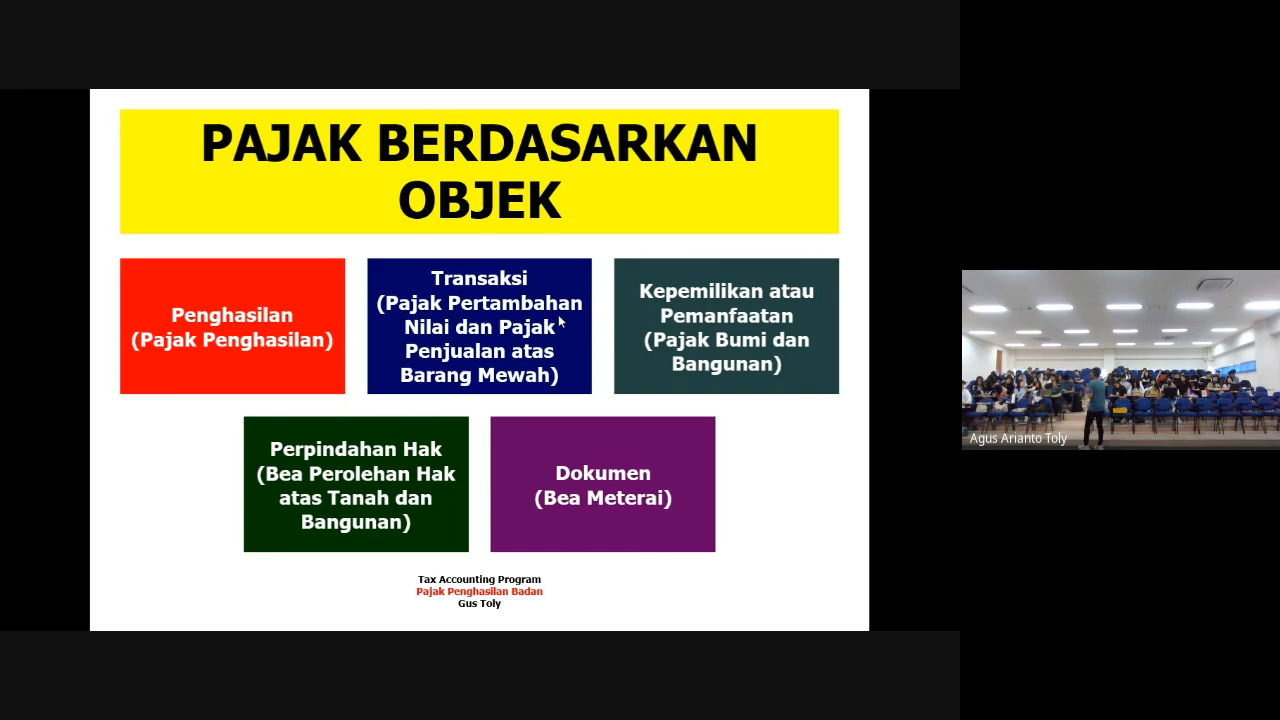 PAJAK BERDASARKAN
OBJEK
Penghasilan
(Pajak Penghasilan)
Transaksi
(Pajak Pertambahan
Nilai dan Pajak
Penjualan atas
Barang Mewah)
Kepemilikan atau
Pemanfaatan
(Pajak Bumi dan
Bangunan)
Perpindahan Hak
(Bea Perolehan Hak
atas Tanah dan
Bangunan)
Dokumen
(Bea Meterai)
Tax Accounting Program
Pajak Penghasilan Badan
Gus Toly
Agus Arianto Toly